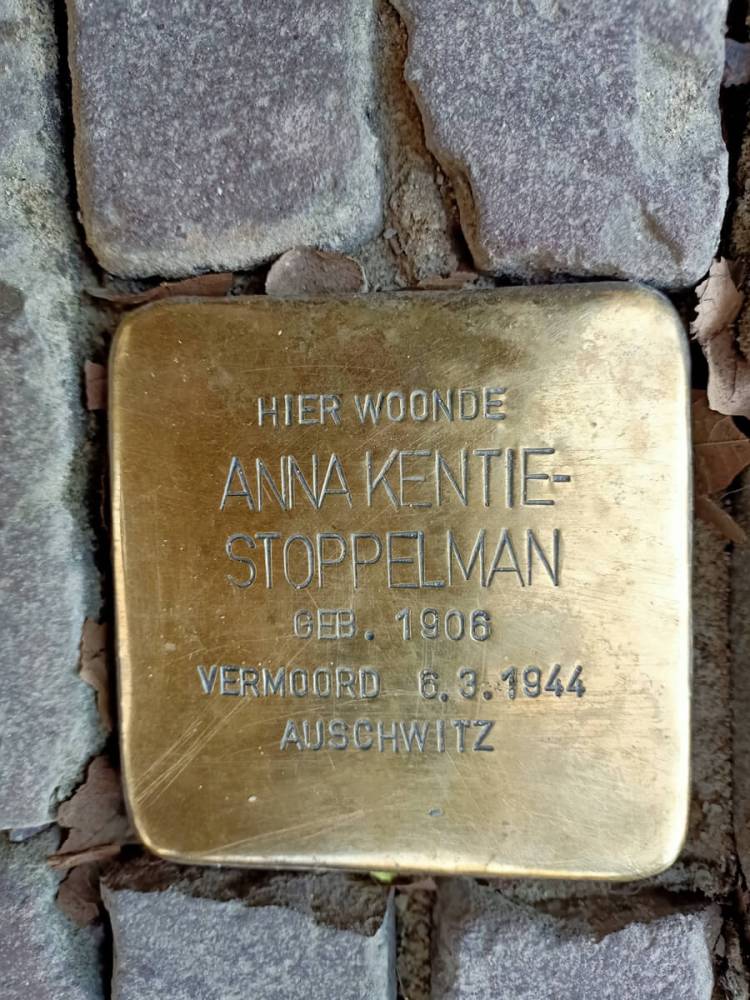 HIER WOONDE
ANNA KENTIE-
STOPPELMAN
GEB. 1906
VERMOORD 6.3.1944
AUSCHWITZ